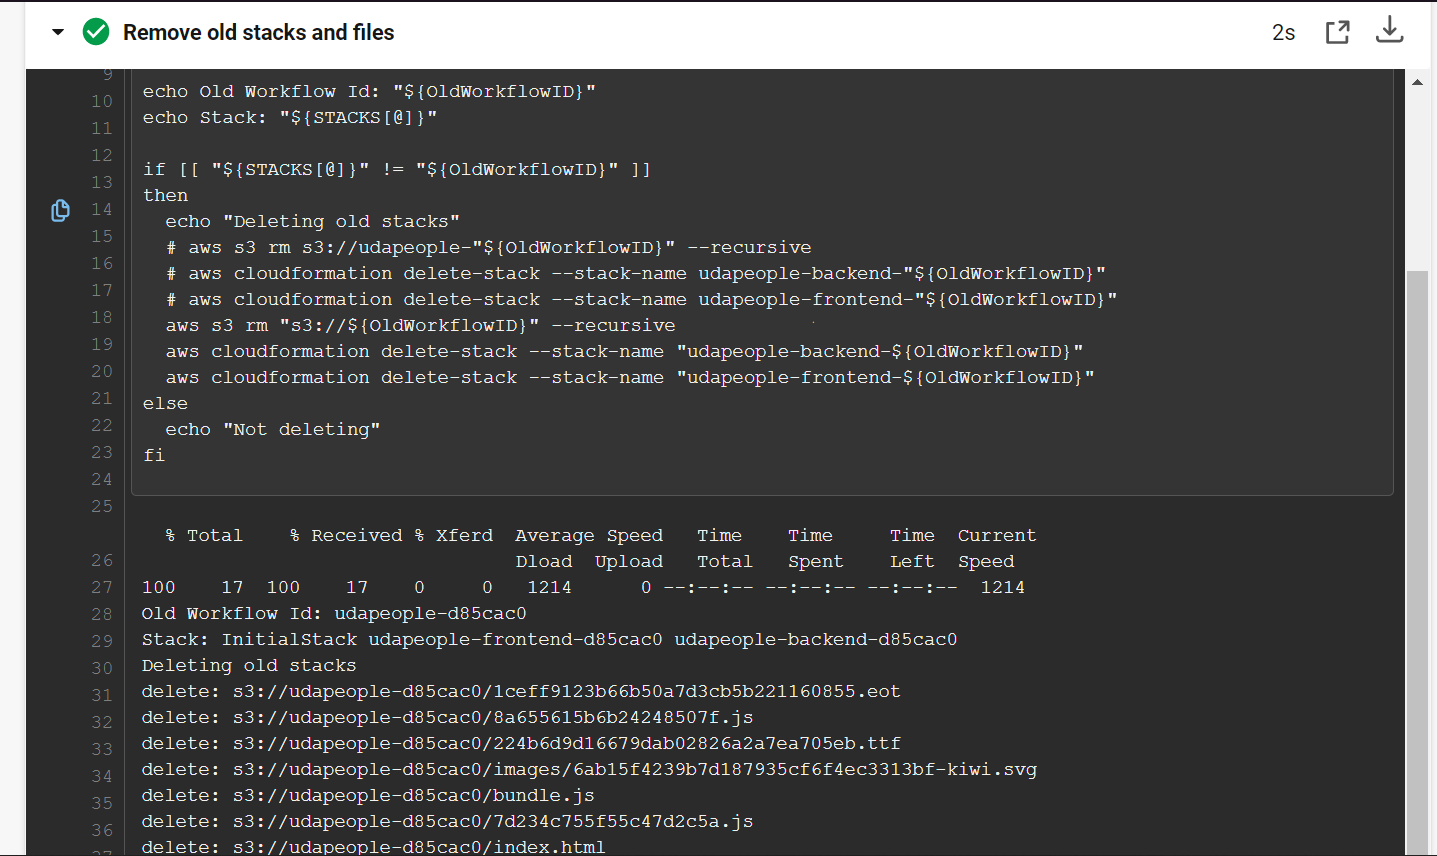 Remove old stacks and files 2s
9
10 echo Old Workflow Id: "${OldWorkflowID}"
11 echo Stack: "${STACKS[@]}"
12
13 if [[ "${STACKS[@]}" != "${OldWorkflowID}" ]]
then
14   echo "Deleting old stacks"
15   # aws s3 rm s3://udapeople-"${OldWorkflowID}" --recursive
16   # aws cloudformation delete-stack --stack-name udapeople-backend-"${OldWorkflowID}"
17   # aws cloudformation delete-stack --stack-name udapeople-frontend-"${OldWorkflowID}"
18   aws s3 rm "s3://${OldWorkflowID}" --recursive
19   aws cloudformation delete-stack --stack-name "udapeople-backend-${OldWorkflowID}"
20   aws cloudformation delete-stack --stack-name "udapeople-frontend-${OldWorkflowID}"
21 else
22   echo "Not deleting"
23 fi
24
25
  % Total    % Received % Xferd  Average Speed   Time    Time     Time  Current
26                                 Dload  Upload   Total   Spent    Left  Speed
27 100    17  100    17    0     0   1214      0 --:--:-- --:--:-- --:--:--  1214
28 Old Workflow Id: udapeople-d85cac0
29 Stack: InitialStack udapeople-frontend-d85cac0 udapeople-backend-d85cac0
30 Deleting old stacks
31 delete: s3://udapeople-d85cac0/1ceff9123b66b50a7d3cb5b221160855.eot
32 delete: s3://udapeople-d85cac0/8a655615b6b24248507f.js
33 delete: s3://udapeople-d85cac0/224b6d9d16679dab02826a2a7ea705eb.ttf
34 delete: s3://udapeople-d85cac0/images/6ab15f4239b7d187935cf6f4ec3313bf-kiwi.svg
35 delete: s3://udapeople-d85cac0/bundle.js
36 delete: s3://udapeople-d85cac0/7d234c755f55c47d2c5a.js
37 delete: s3://udapeople-d85cac0/index.html